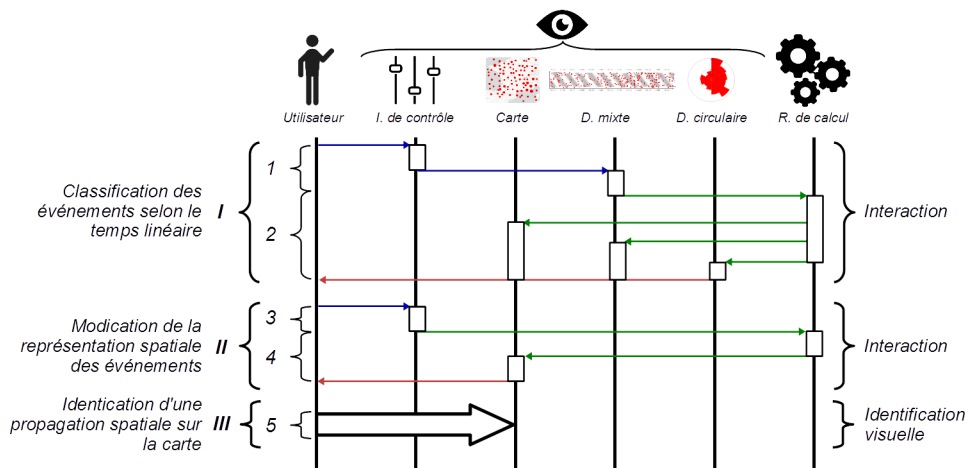 Utilisateur
I. de contrôle
Carte
D. mixte
D. circulaire
R. de calcul
Classification des
événements selon le
temps linéaire
I
1
2
Interaction
Modication de la
représentation spatiale
des événements
II
3
4
Interaction
Identication d'une
propagation spatiale sur
la carte
III
5
Identification
visuelle